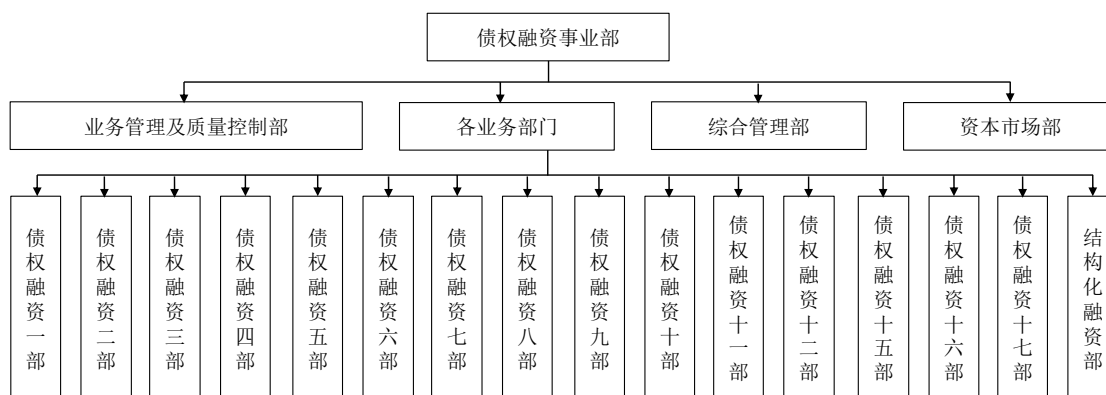 债权融资事业部
业务管理及质量控制部
各业务部门
综合管理部
资本市场部
债权融资一部
债权融资二部
债权融资三部
债权融资四部
债权融资五部
债权融资六部
债权融资七部
债权融资八部
债权融资九部
债权融资十部
债权融资十一部
债权融资十二部
债权融资十五部
债权融资十六部
债权融资十七部
结构化融资部